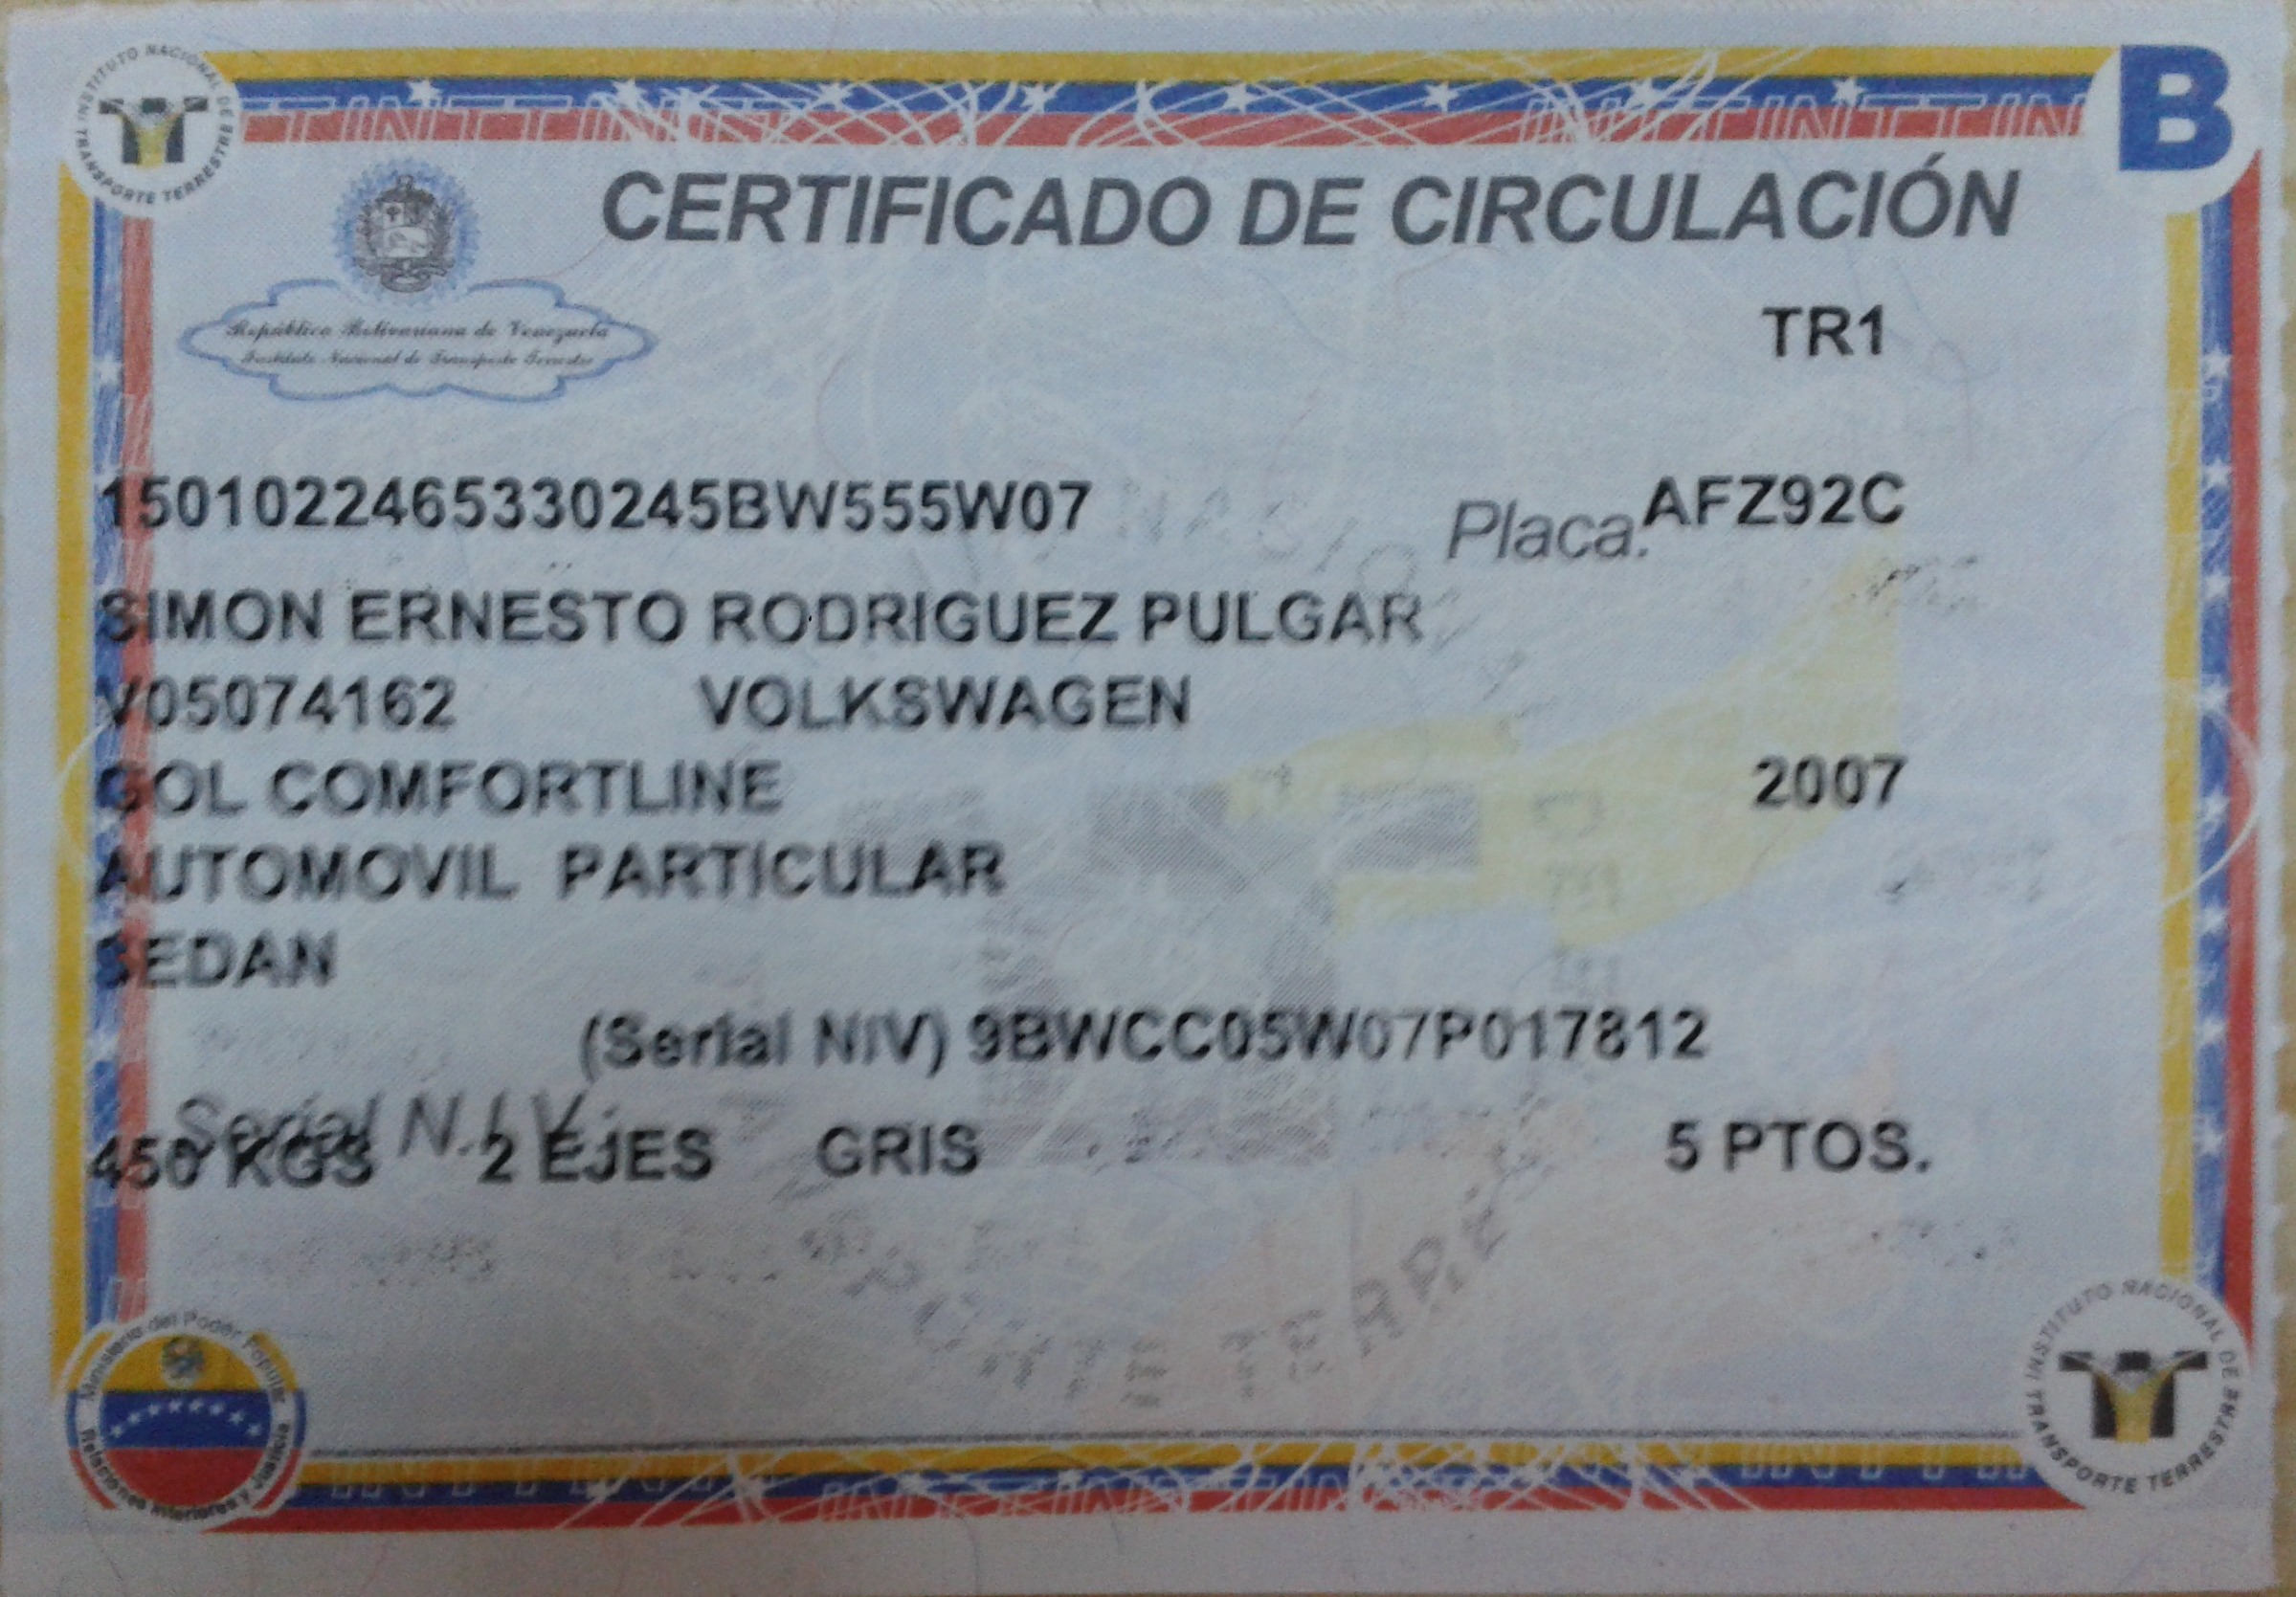 INSTITUTO NACIONAL DE TRANSPORTE TERRESTRE
B
CERTIFICADO DE CIRCULACIÓN
República Bolivariana de Venezuela
Instituto Nacional de Transporte Terrestre
TR1
1501022465330245BW555W07
Placa: AFZ92C
SIMON ERNESTO RODRIGUEZ PULGAR
V05074162 VOLKSWAGEN
GOL COMFORTLINE 2007
AUTOMOVIL PARTICULAR
SEDAN
(Serial NIV) 9BWCC05W07P017812
Serial N.I.V.:
450 KGS 2 EJES GRIS 5 PTOS.
Ministerio del Poder Popular
Relaciones Interiores y Justicia
INSTITUTO NACIONAL DE TRANSPORTE TERRESTRE